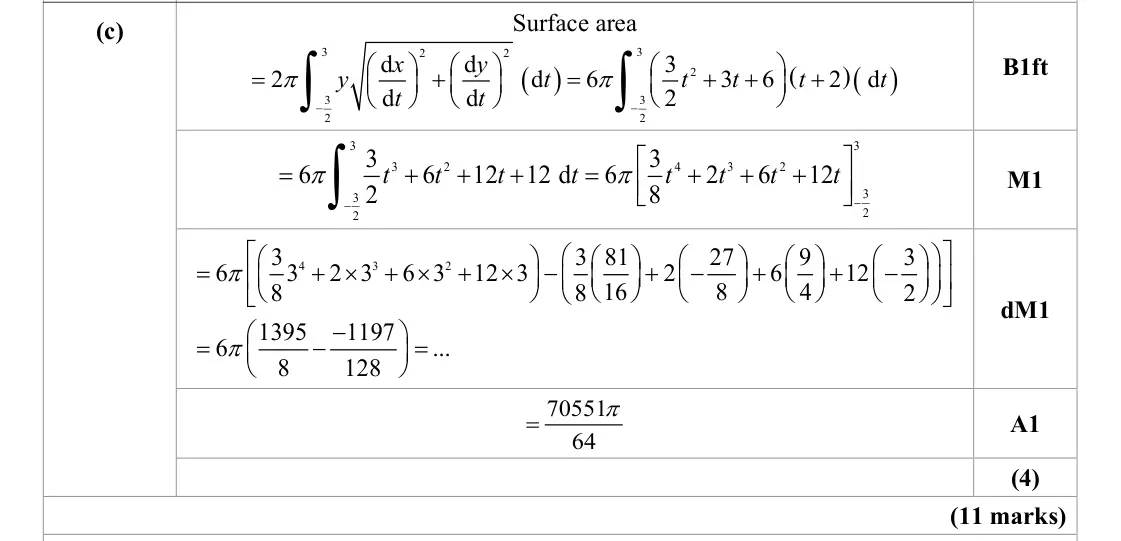 (c)
Surface area
= 2π ∫_{-3/2}^{3} y √((dx/dt)² + (dy/dt)²) (dt) = 6π ∫_{-3/2}^{3} (3/2 t² + 3t + 6)(t + 2)( dt)
B1ft
= 6π ∫_{-3/2}^{3} 3/2 t³ + 6t² + 12t + 12 dt = 6π [3/8 t⁴ + 2t³ + 6t² + 12t]_{-3/2}^{3}
M1
= 6π [(3/8 3⁴ + 2×3³ + 6×3² + 12×3) − (3/8 (81/16) + 2(−27/8) + 6(9/4) + 12(−3/2))]
= 6π (1395/8 − −1197/128) = ...
dM1
= 70551π/64
A1
(4)
(11 marks)